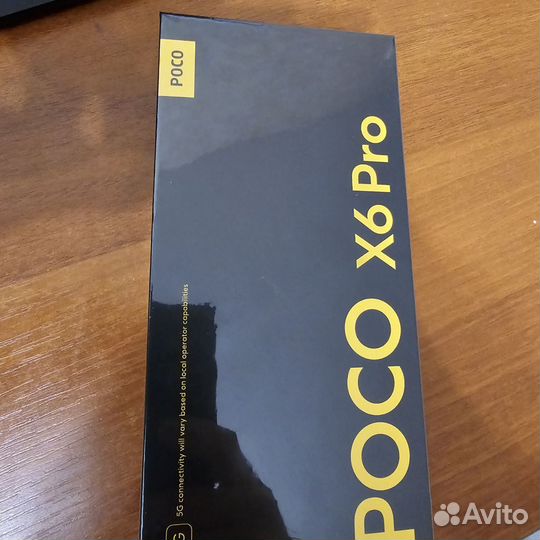 POCO
POCO X6 Pro
5G connectivity will vary based on local operator capabilities
Avito